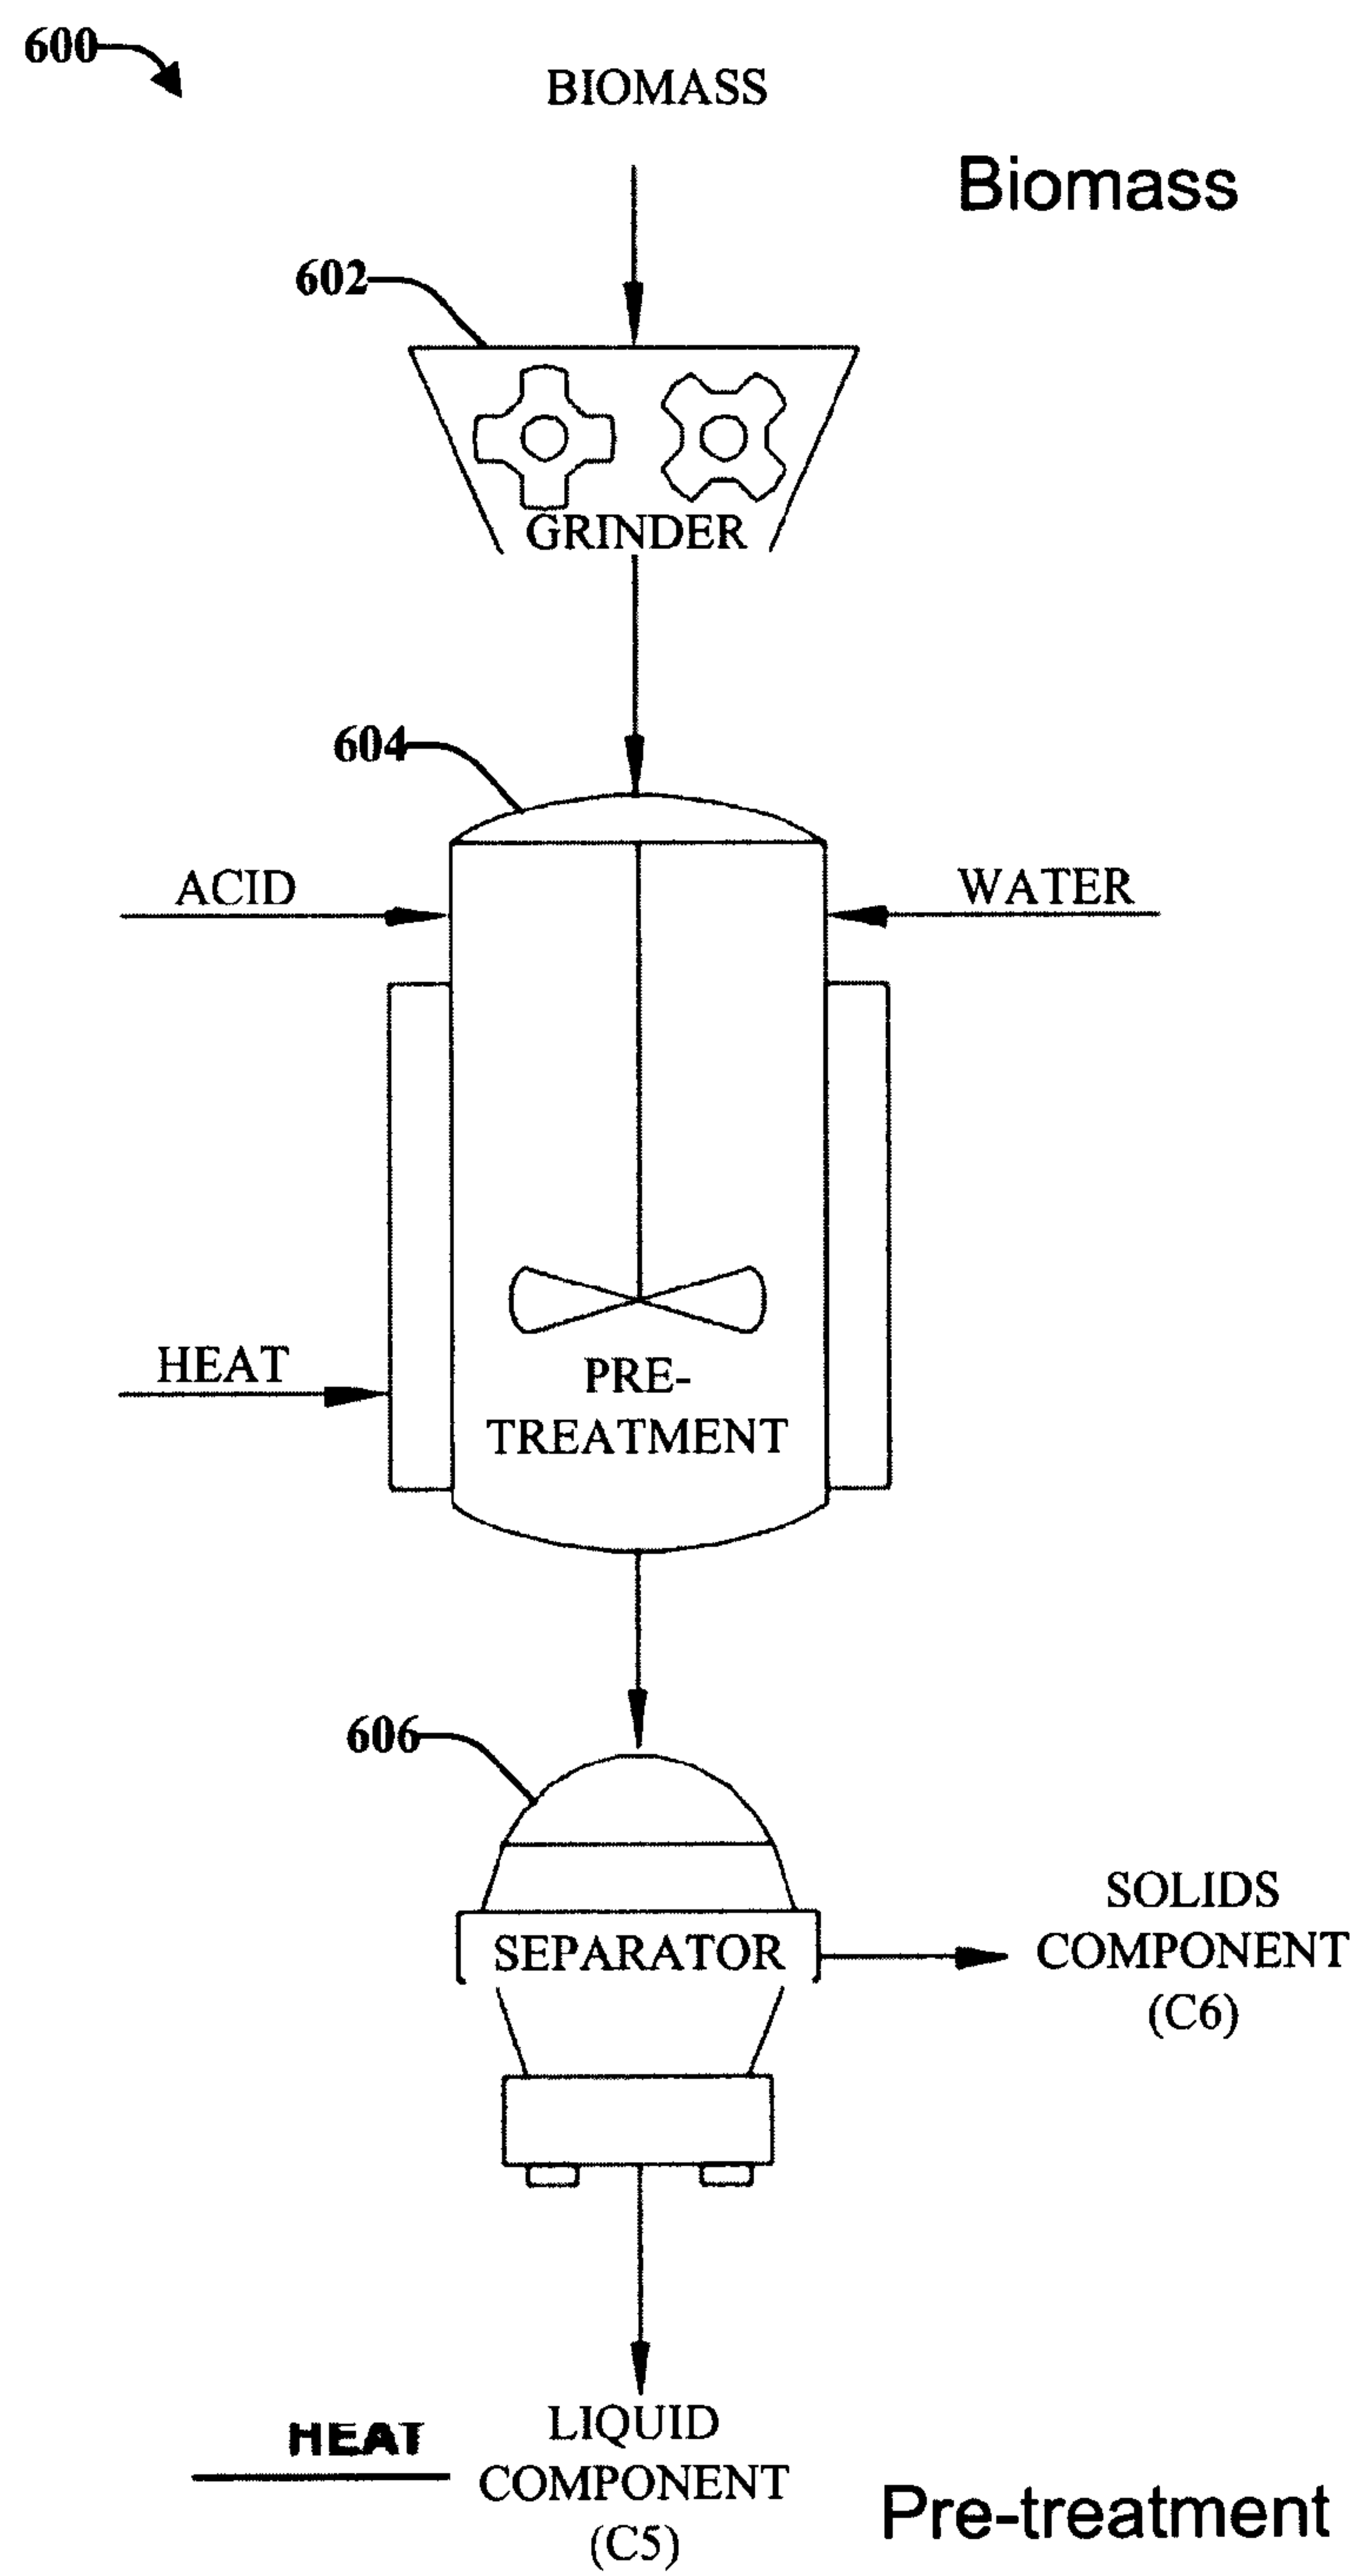 600
BIOMASS
Biomass
602
GRINDER
604
ACID
WATER
HEAT
PRE-
TREATMENT
606
SEPARATOR
SOLIDS
COMPONENT
(C6)
HEAT
LIQUID
COMPONENT
(C5)
Pre-treatment